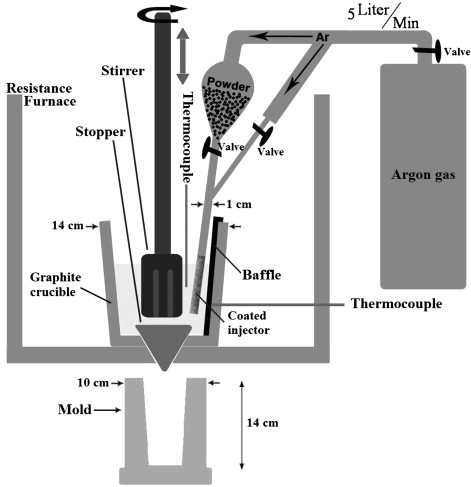 5 Liter/Min
Ar
Valve
Resistance
Furnace
Stirrer
Powder
Stopper
Thermocouple
Valve
Valve
Argon gas
1 cm
14 cm
Baffle
Graphite
crucible
Thermocouple
Coated
injector
10 cm
Mold
14 cm